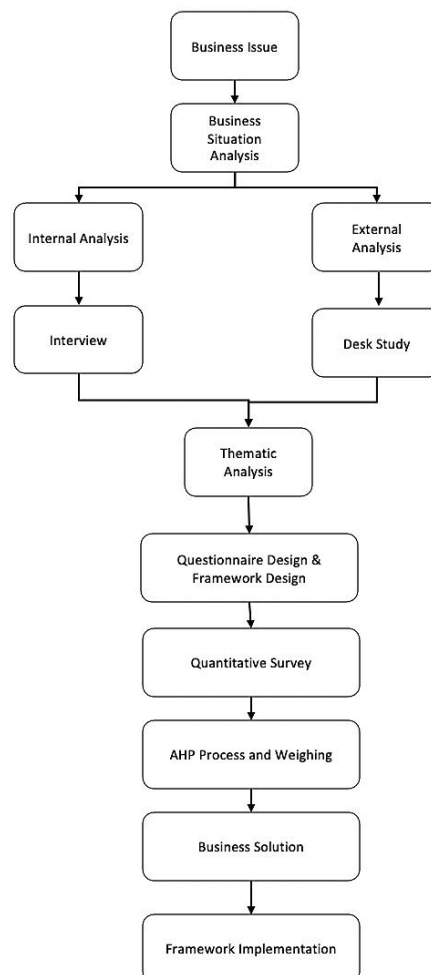 Business Issue
Business
Situation
Analysis
Internal Analysis
External
Analysis
Interview
Desk Study
Thematic
Analysis
Questionnaire Design &
Framework Design
Quantitative Survey
AHP Process and Weighing
Business Solution
Framework Implementation